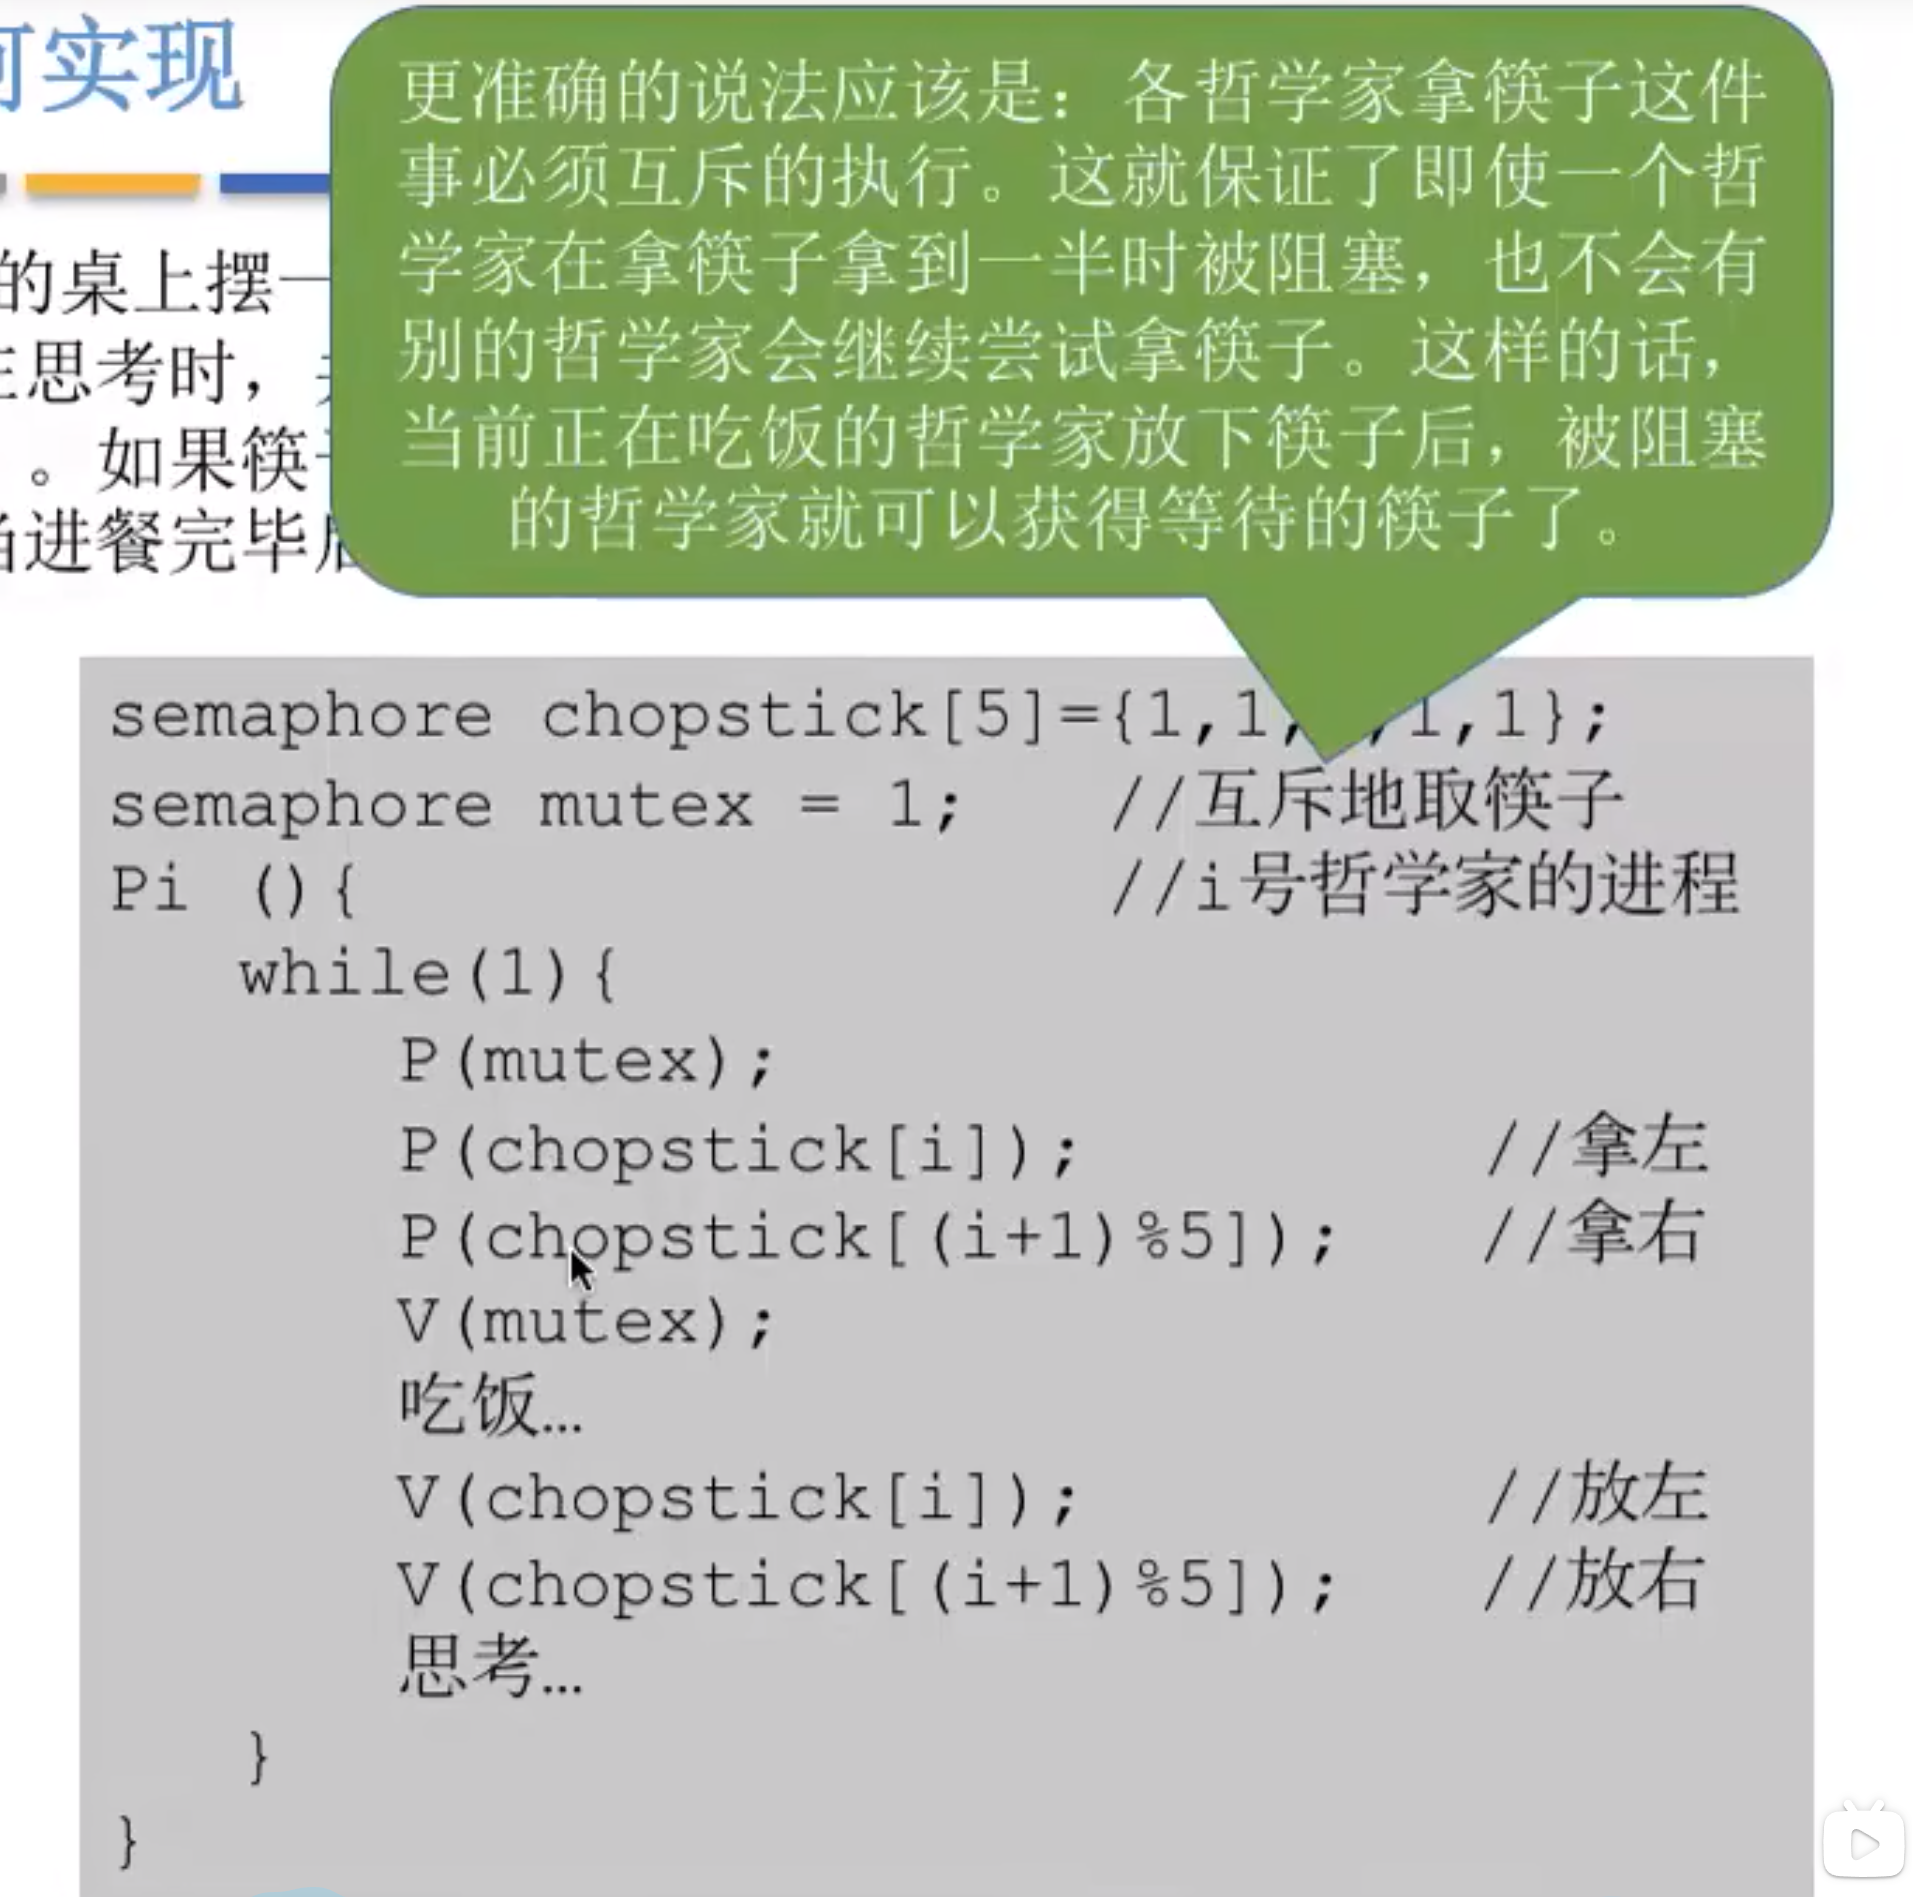 何实现
更准确的说法应该是：各哲学家拿筷子这件
事必须互斥的执行。这就保证了即使一个哲
学家在拿筷子拿到一半时被阻塞，也不会有
别的哲学家会继续尝试拿筷子。这样的话，
当前正在吃饭的哲学家放下筷子后，被阻塞
的哲学家就可以获得等待的筷子了。
的桌上摆一
思考时，
。如果筷
进餐完毕后
semaphore chopstick[5]={1,1, ,1,1};
semaphore mutex = 1; //互斥地取筷子
Pi (){ //i号哲学家的进程
while(1){
P(mutex);
P(chopstick[i]); //拿左
P(chopstick[(i+1)%5]); //拿右
V(mutex);
吃饭…
V(chopstick[i]); //放左
V(chopstick[(i+1)%5]); //放右
思考…
}
}